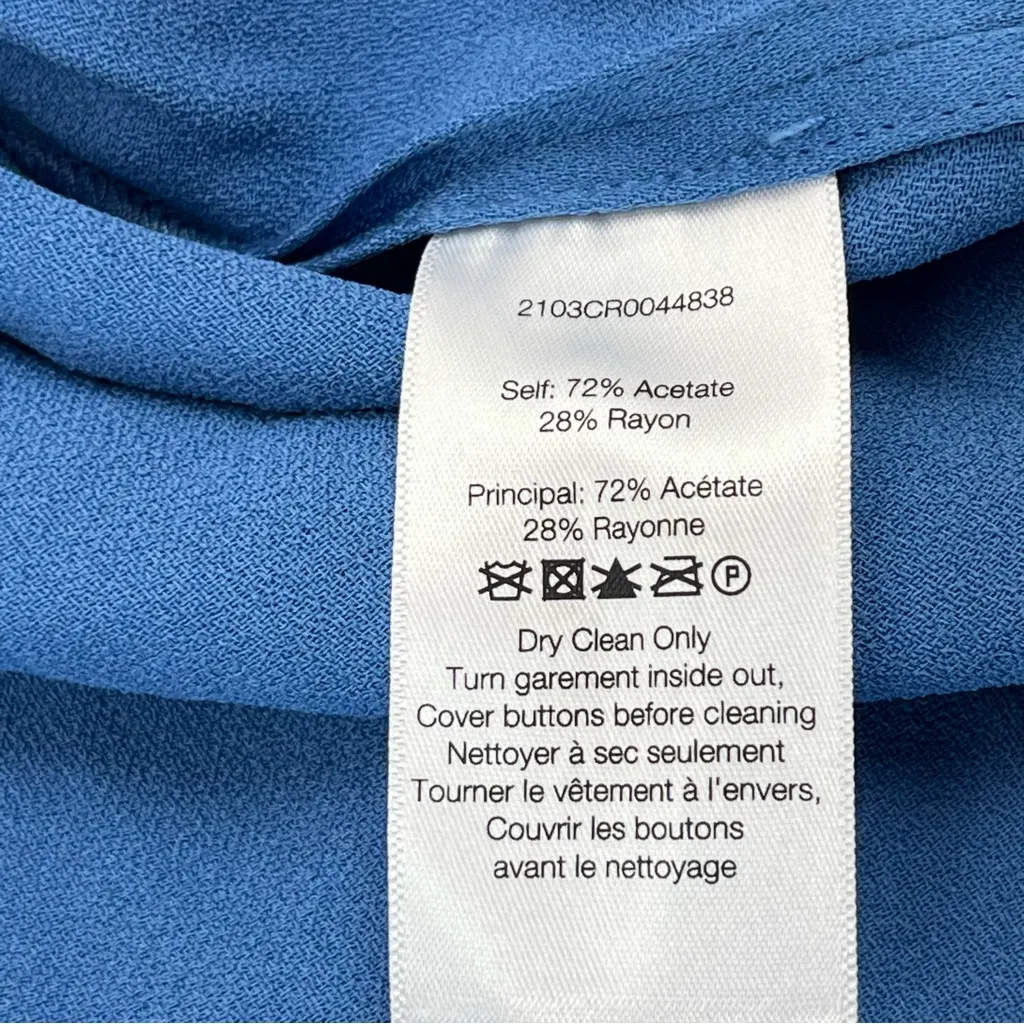 2103CR0044838
Self: 72% Acetate
28% Rayon
Principal: 72% Acétate
28% Rayonne
P
Dry Clean Only
Turn garement inside out,
Cover buttons before cleaning
Nettoyer à sec seulement
Tourner le vêtement à l'envers,
Couvrir les boutons
avant le nettoyage